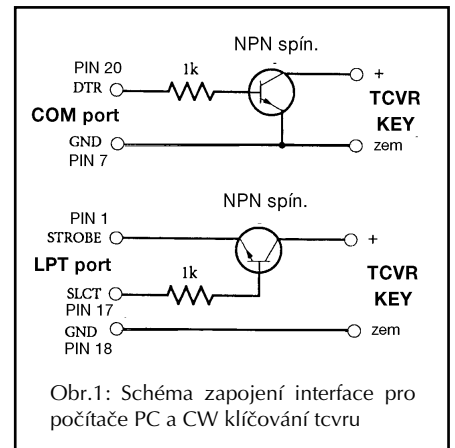 NPN spín.
PIN 20
1k
DTR
+
COM port
TCVR
KEY
GND
zem
PIN 7
NPN spín.
PIN 1
STROBE
+
LPT port
1k
TCVR
KEY
SLCT
PIN 17
GND
zem
PIN 18
Obr.1: Schéma zapojení interface pro
počítače PC a CW klíčování tcvru